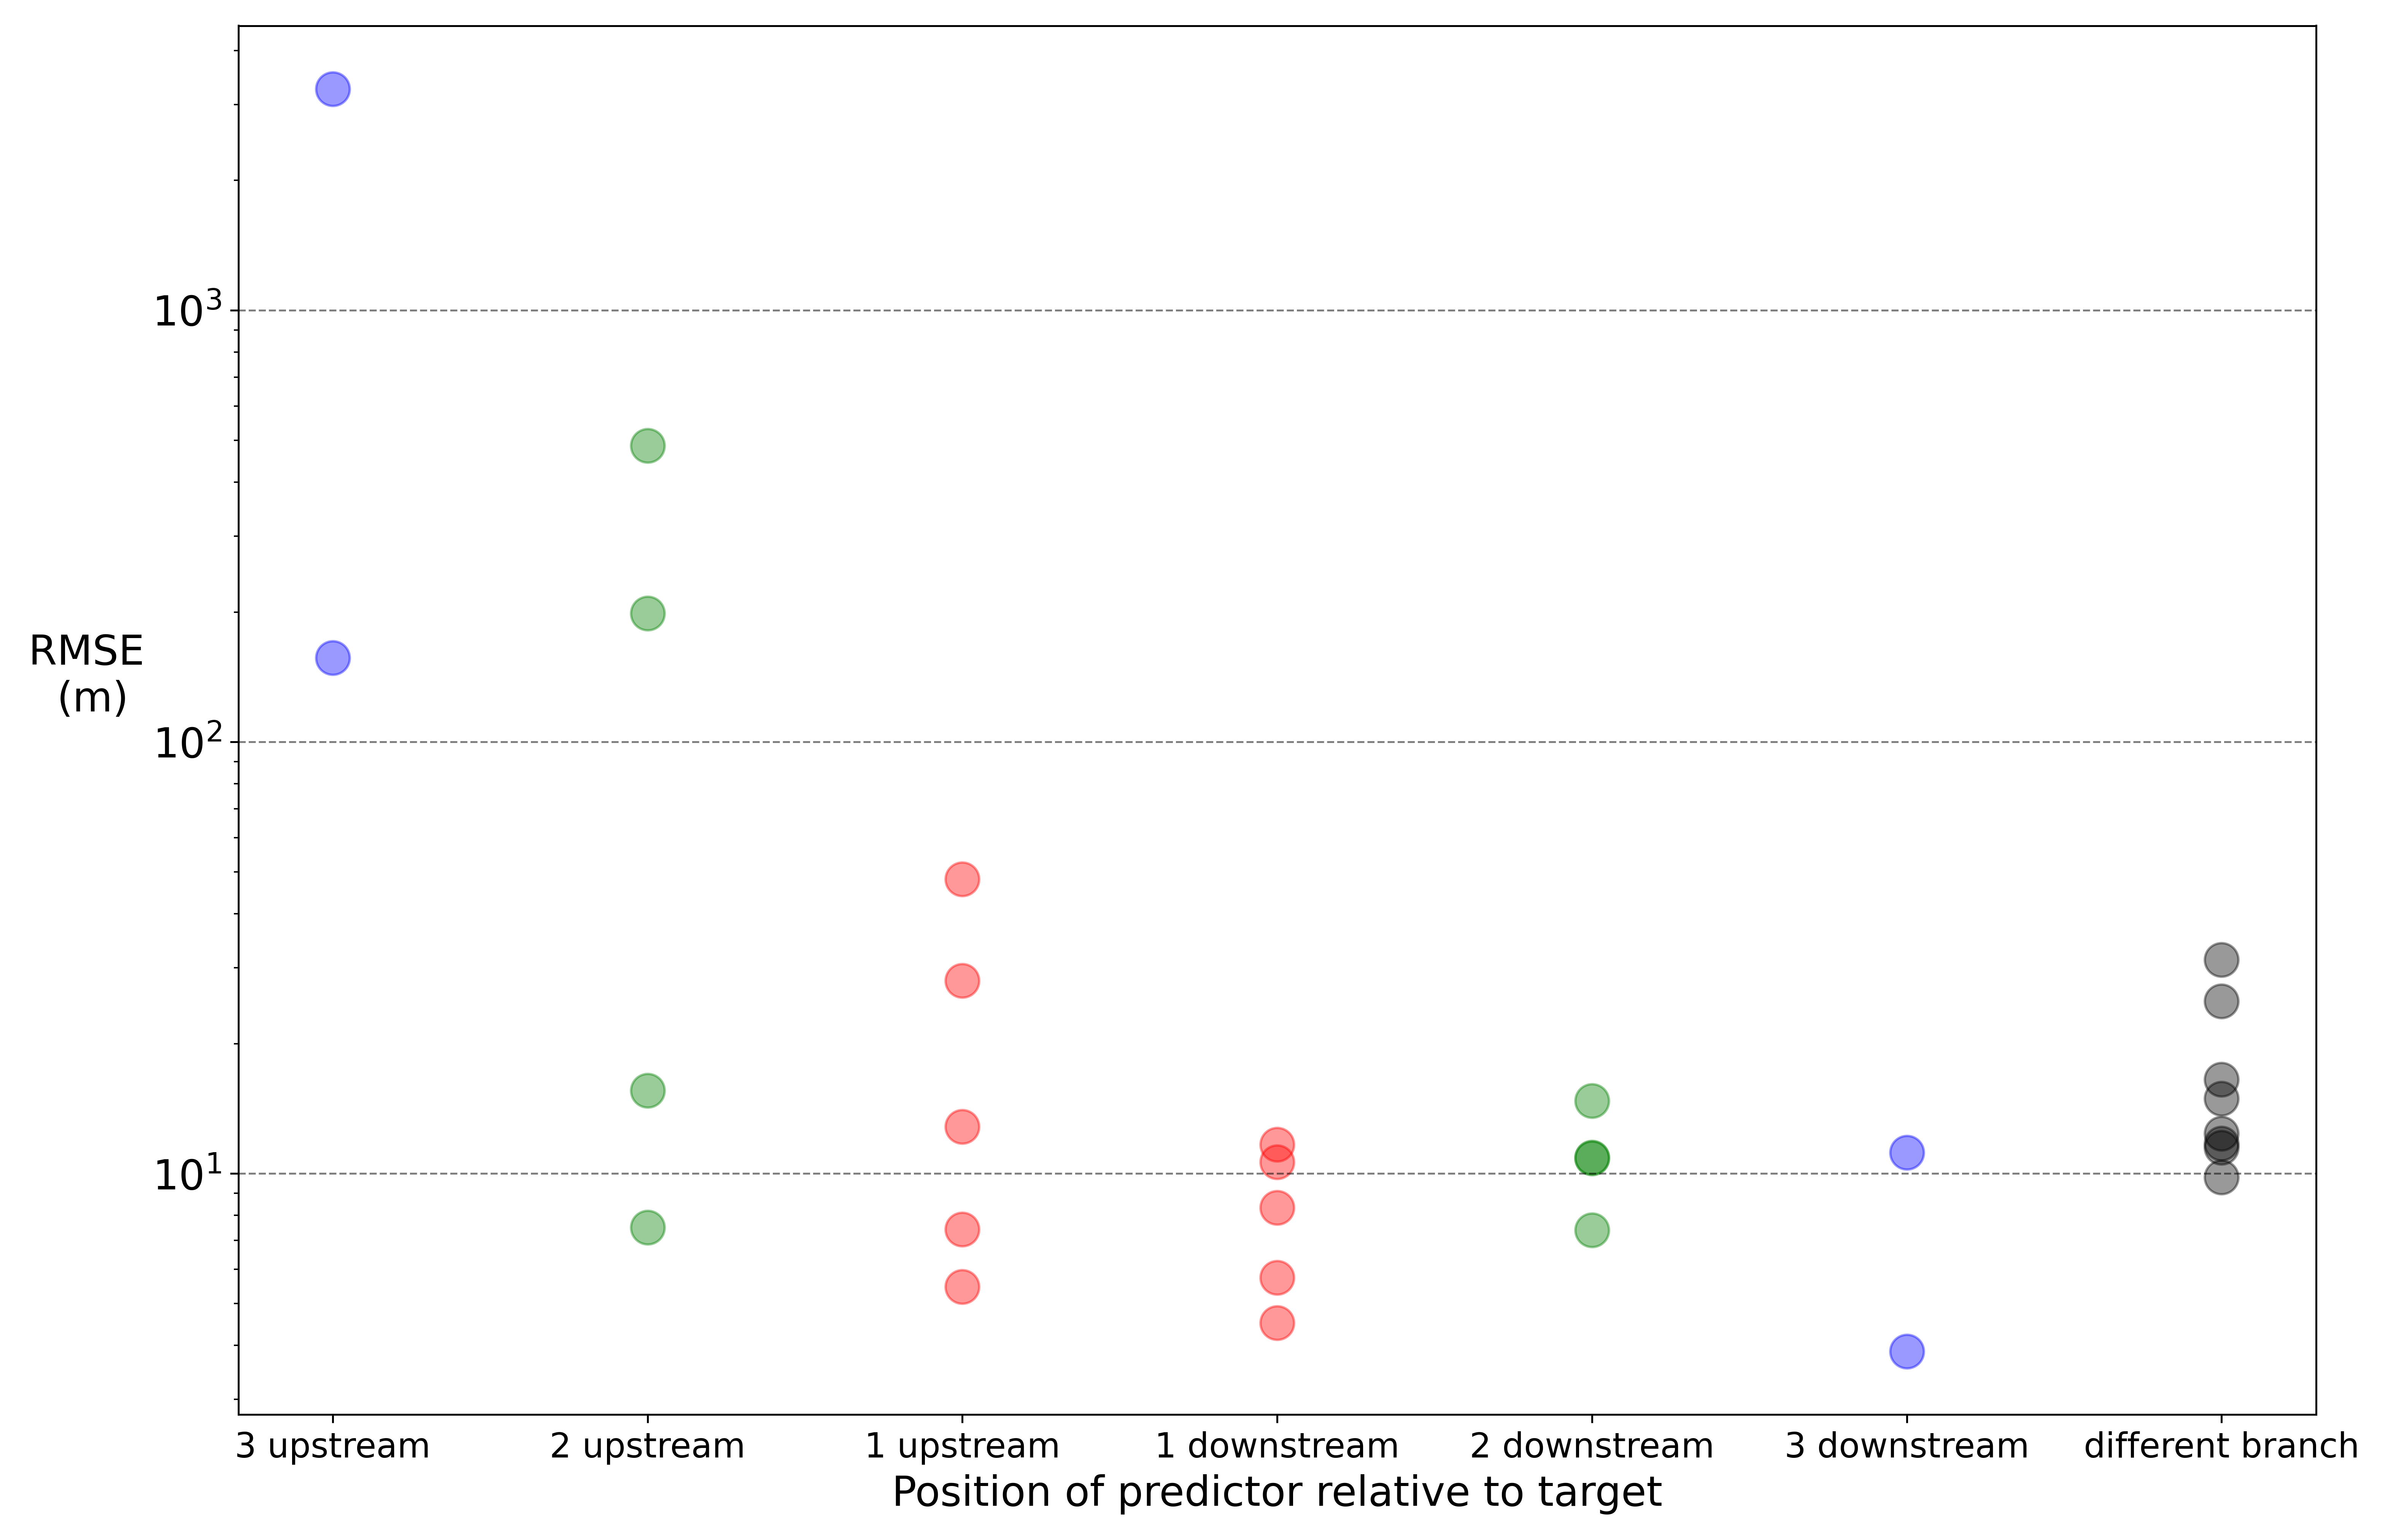 10³
10²
10¹
RMSE
(m)
3 upstream
2 upstream
1 upstream
1 downstream
2 downstream
3 downstream
different branch
Position of predictor relative to target